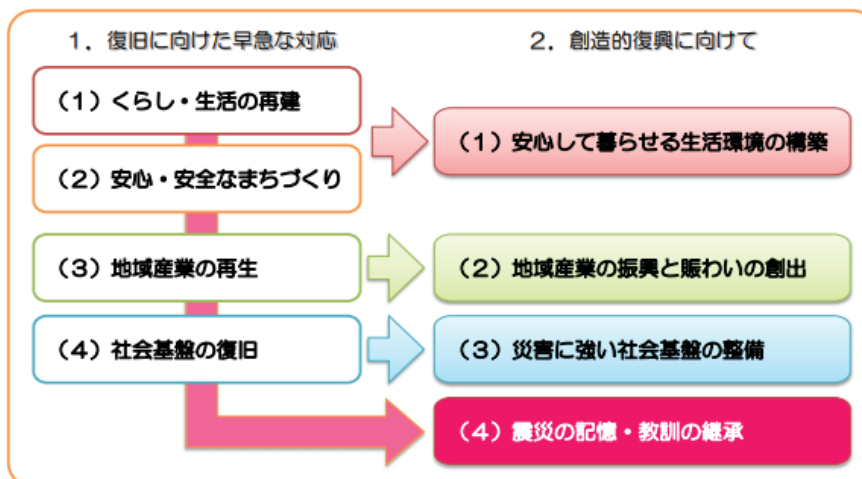 1．復旧に向けた早急な対応
2．創造的復興に向けて
（1）くらし・生活の再建
（2）安心・安全なまちづくり
（1）安心して暮らせる生活環境の構築
（3）地域産業の再生
（2）地域産業の振興と賑わいの創出
（4）社会基盤の復旧
（3）災害に強い社会基盤の整備
（4）震災の記憶・教訓の継承